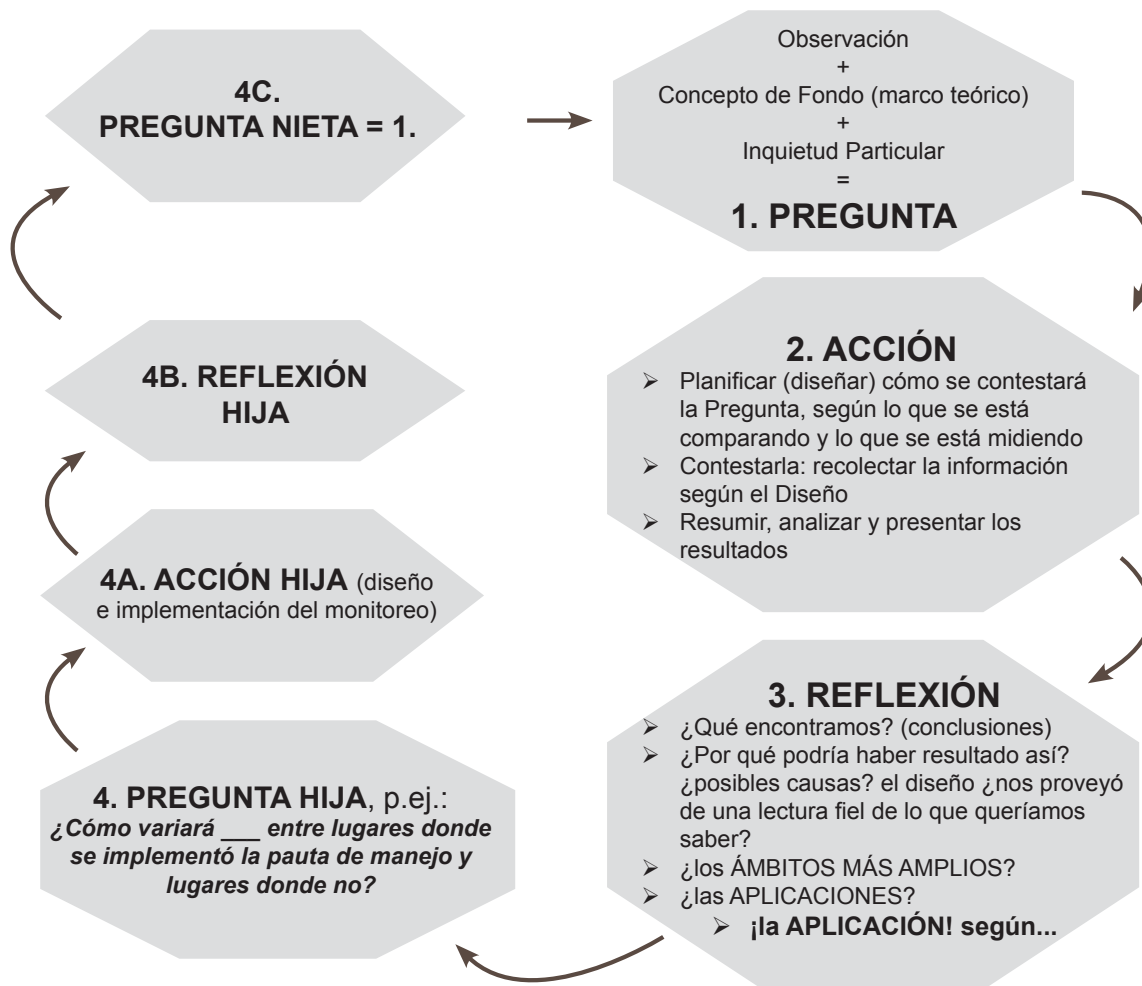 Observación
+
Concepto de Fondo (marco teórico)
+
Inquietud Particular
=
1. PREGUNTA
2. ACCIÓN
➢ Planificar (diseñar) cómo se contestará
la Pregunta, según lo que se está
comparando y lo que se está midiendo
➢ Contestarla: recolectar la información
según el Diseño
➢ Resumir, analizar y presentar los
resultados
3. REFLEXIÓN
➢ ¿Qué encontramos? (conclusiones)
➢ ¿Por qué podría haber resultado así?
¿posibles causas? el diseño ¿nos proveyó
de una lectura fiel de lo que queríamos
saber?
➢ ¿los ÁMBITOS MÁS AMPLIOS?
➢ ¿las APLICACIONES?
➢ ¡la APLICACIÓN! según...
4. PREGUNTA HIJA, p.ej.:
¿Cómo variará ___ entre lugares donde
se implementó la pauta de manejo y
lugares donde no?
4A. ACCIÓN HIJA (diseño
e implementación del monitoreo)
4B. REFLEXIÓN
HIJA
4C.
PREGUNTA NIETA = 1.